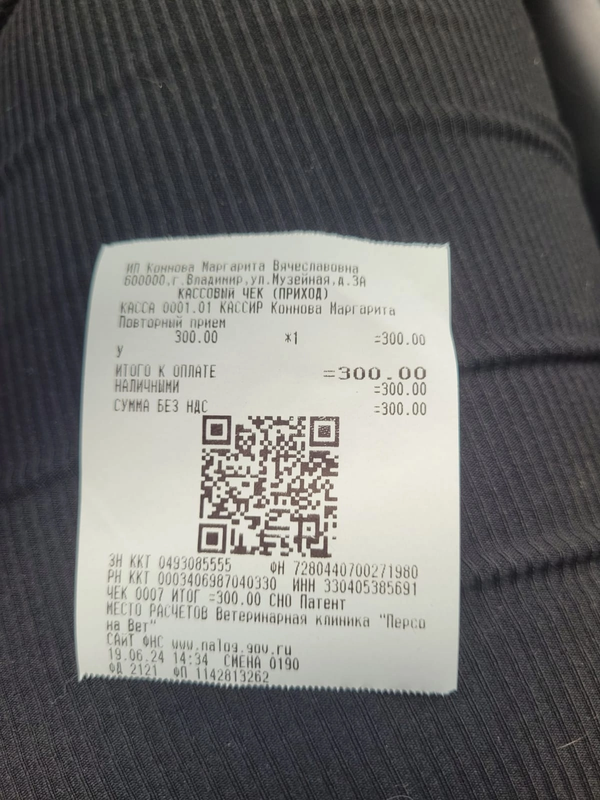 ИП Коннова Маргарита Вячеславовна
600000,г.Владимир,ул.Музейная,д.3А
КАССОВЫЙ ЧЕК (ПРИХОД)
КАССА 0001.01 КАССИР Коннова Маргарита
Повторный прием
300.00 *1 =300.00
У
ИТОГО К ОПЛАТЕ =300.00
НАЛИЧНЫМИ =300.00
СУММА БЕЗ НДС =300.00
ЗН ККТ 0493085555 ФН 7280440700271980
РН ККТ 0003406987040330 ИНН 330405385691
ЧЕК 0007 ИТОГ =300.00 СНО Патент
МЕСТО РАСЧЕТОВ Ветеринарная клиника "Персо
на Вет"
САЙТ ФНС www.nalog.gov.ru
19.06.24 14:34 СМЕНА 0190
ФД 2121 ФП 1142813262